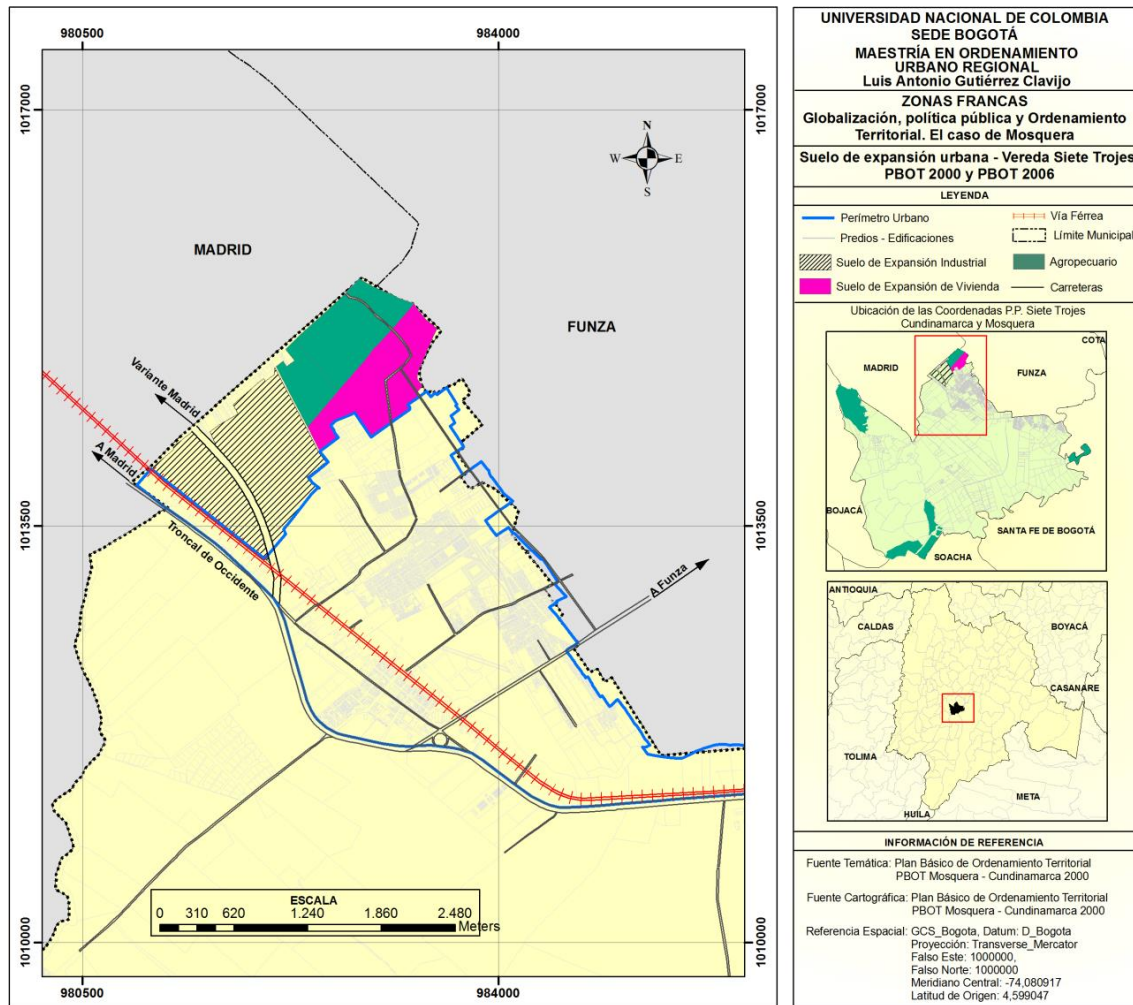 980500
984000
1017000
1017000
N
W
E
S
MADRID
FUNZA
Variante Madrid
A Madrid
Troncal de Occidente
A Funza
1013500
1013500
ESCALA
0 310 620 1.240 1.860 2.480
Meters
1010000
1010000
980500
984000
UNIVERSIDAD NACIONAL DE COLOMBIA
SEDE BOGOTÁ
MAESTRÍA EN ORDENAMIENTO
URBANO REGIONAL
Luis Antonio Gutiérrez Clavijo
ZONAS FRANCAS
Globalización, política pública y Ordenamiento
Territorial. El caso de Mosquera
Suelo de expansión urbana - Vereda Siete Trojes
PBOT 2000 y PBOT 2006
LEYENDA
Perímetro Urbano
Vía Férrea
Predios - Edificaciones
Límite Municipal
Suelo de Expansión Industrial
Agropecuario
Suelo de Expansión de Vivienda
Carreteras
Ubicación de las Coordenadas P.P. Siete Trojes
Cundinamarca y Mosquera
COTA
MADRID
FUNZA
BOJACÁ
SANTA FE DE BOGOTÁ
SOACHA
ANTIOQUIA
CALDAS
BOYACÁ
CASANARE
TOLIMA
META
HUILA
INFORMACIÓN DE REFERENCIA
Fuente Temática: Plan Básico de Ordenamiento Territorial
PBOT Mosquera - Cundinamarca 2000
Fuente Cartográfica: Plan Básico de Ordenamiento Territorial
PBOT Mosquera - Cundinamarca 2000
Referencia Espacial: GCS_Bogota, Datum: D_Bogota
Proyección: Transverse_Mercator
Falso Este: 1000000,
Falso Norte: 1000000
Meridiano Central: -74,080917
Latitud de Origen: 4,599047